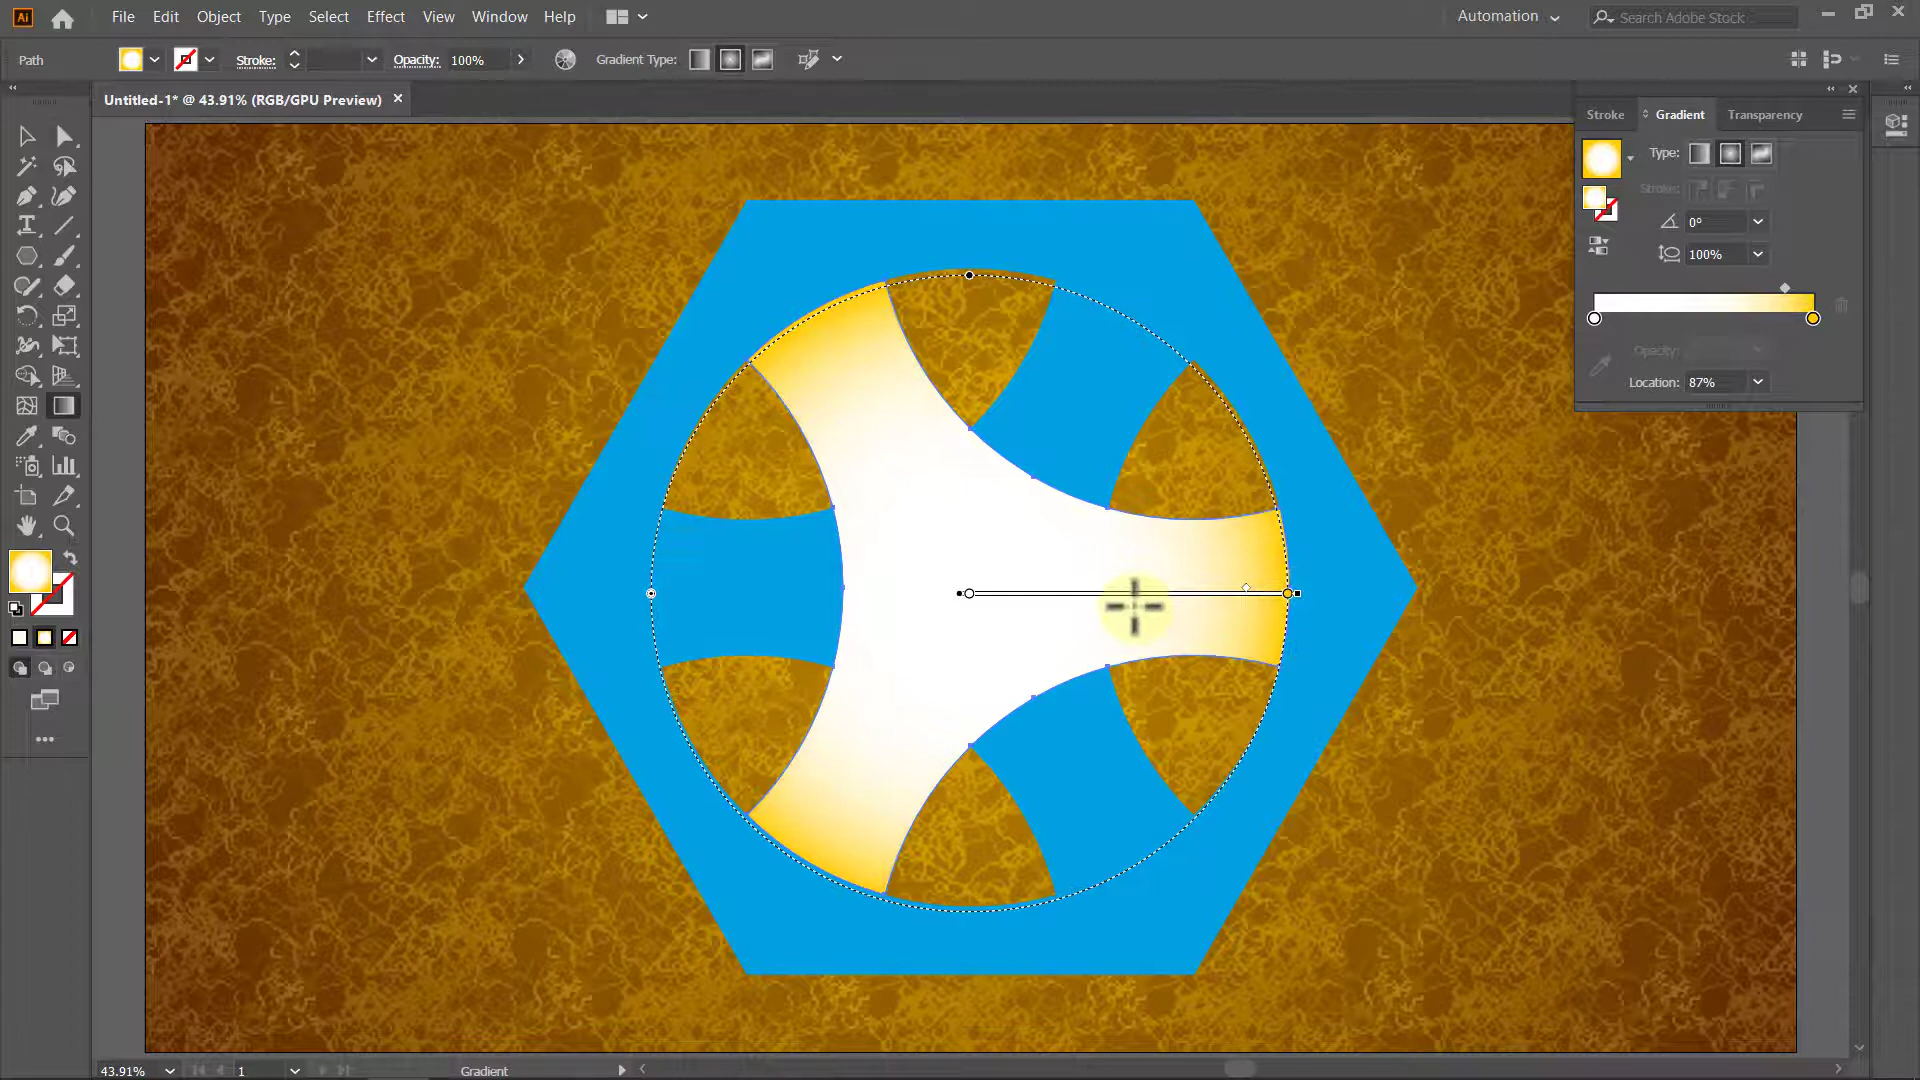 Ai File Edit Object Type Select Effect View Window Help Automation Search Adobe Stock
Path Stroke: Opacity: 100% Gradient Type:
Untitled-1* @ 43.91% (RGB/GPU Preview)
Stroke Gradient Transparency
Type:
Stroke:
0°
100%
Opacity:
Location: 87%
43.91% 1 Gradient